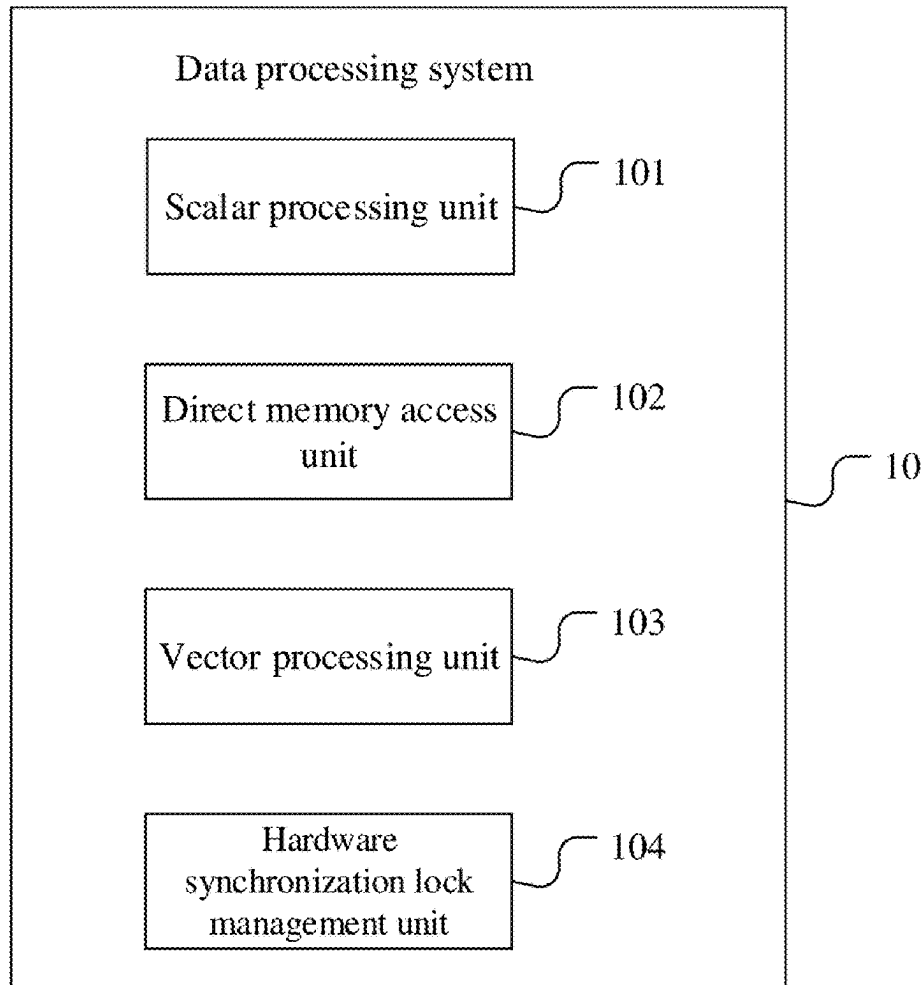 Data processing system
Scalar processing unit
101
Direct memory access
unit
102
10
Vector processing unit
103
Hardware
synchronization lock
management unit
104